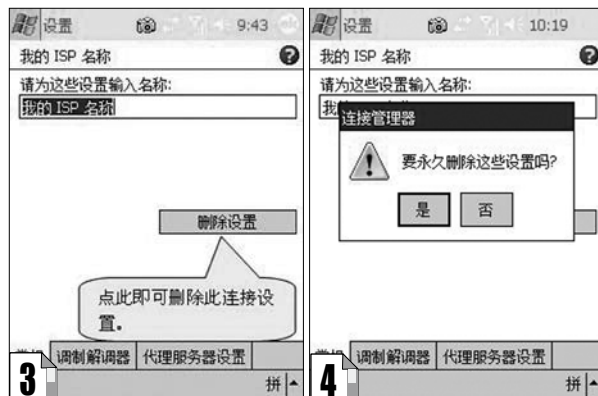 设置 9:43
我的 ISP 名称
请为这些设置输入名称:
我的 ISP 名称
删除设置
点此即可删除此连接设
置。
调制解调器 代理服务器设置
拼
3
设置 10:19
我的 ISP 名称
请为这些设置输入名称:
我
连接管理器
要永久删除这些设置吗?
是 否
调制解调器 代理服务器设置
拼
4